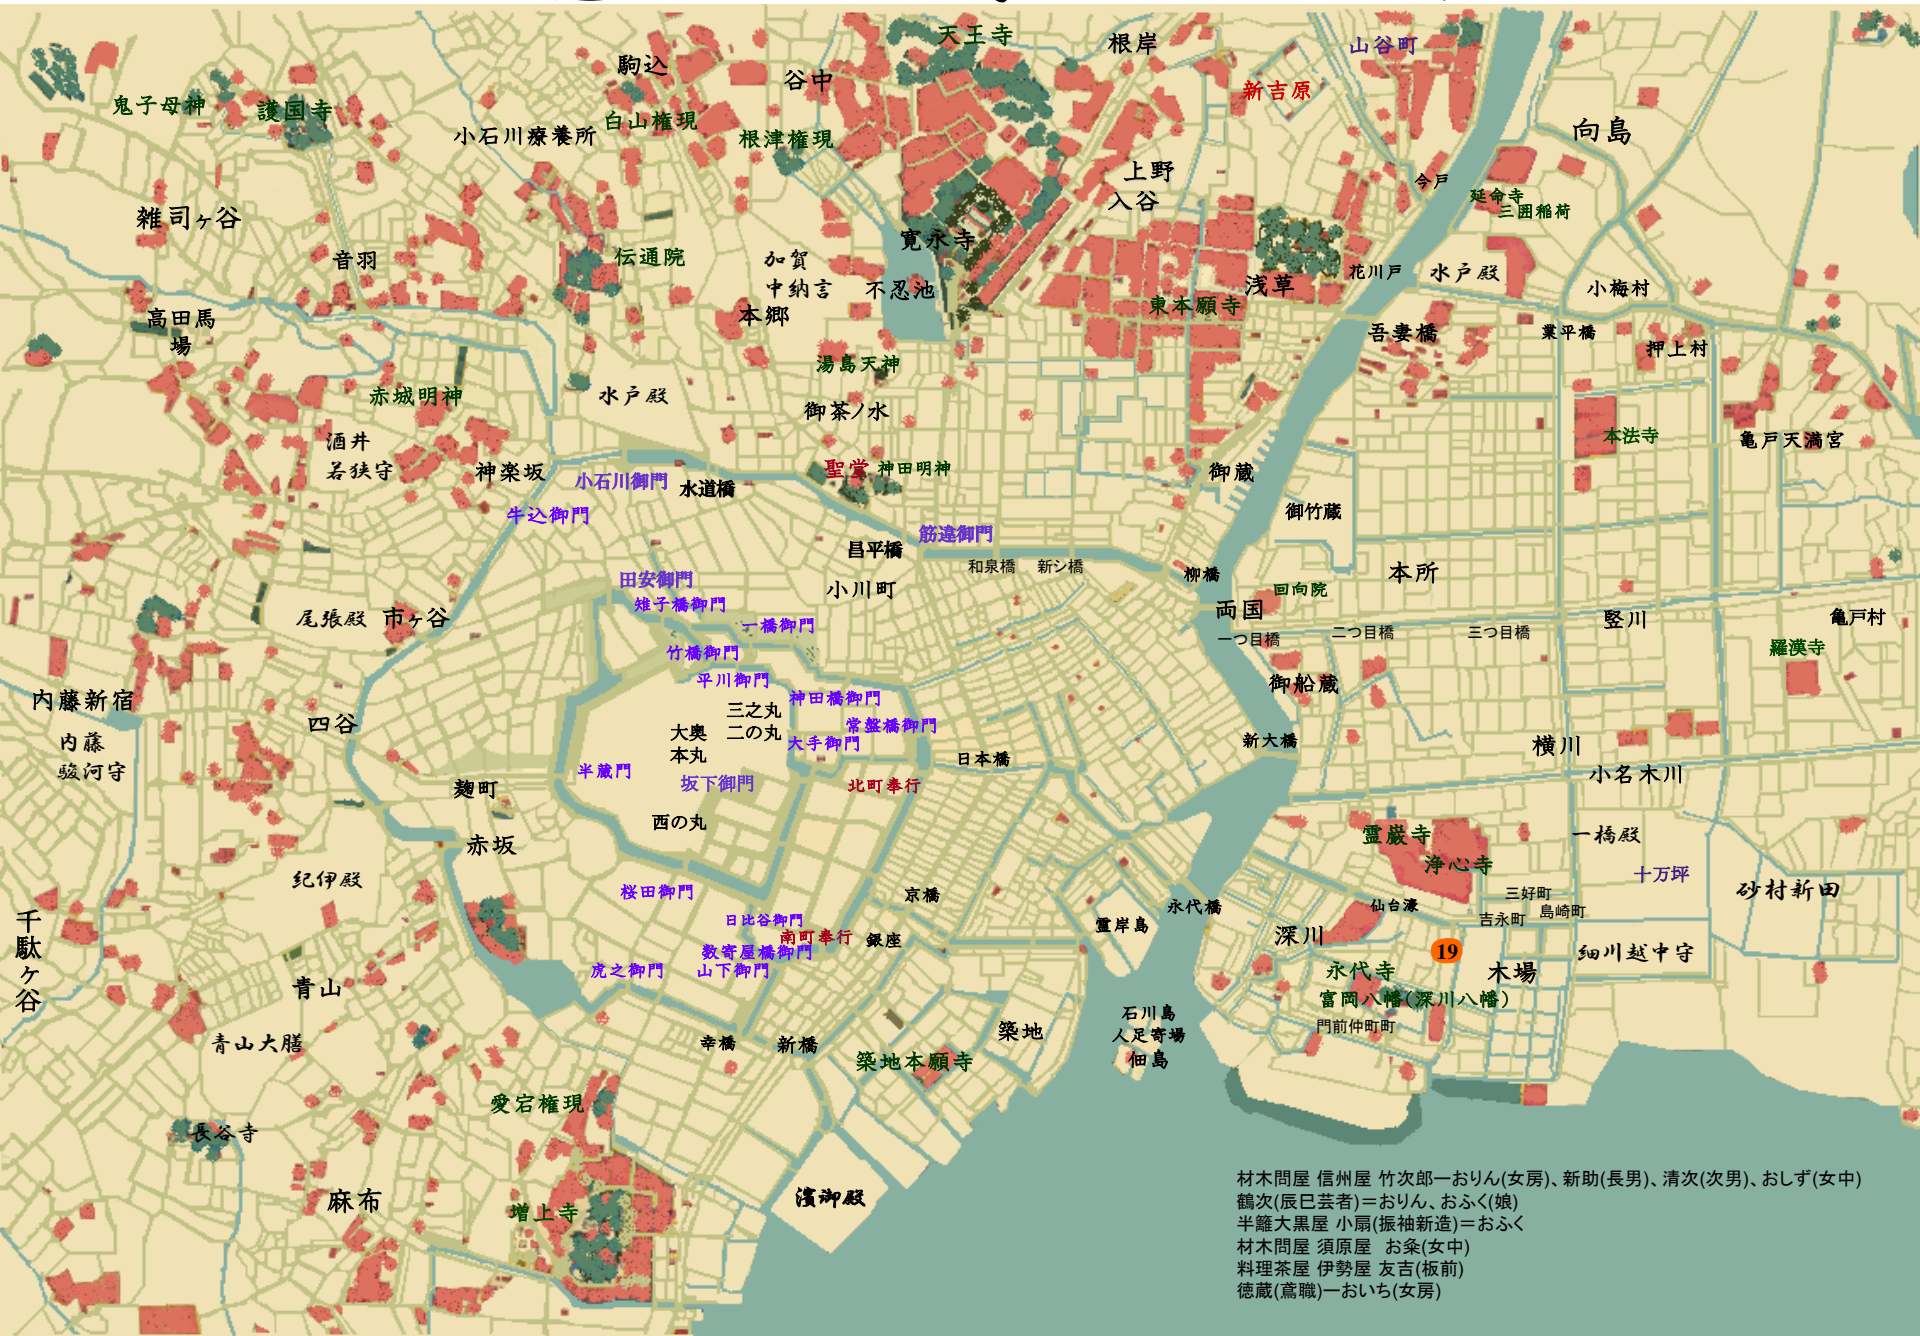 天王寺
根岸
山谷町
駒込
谷中
新吉原
鬼子母神
護国寺
白山権現
小石川療養所
根津権現
向島
上野
入谷
今戸
延命寺
三囲稲荷
雑司ヶ谷
音羽
伝通院
加賀
中納言
寛永寺
不忍池
本郷
浅草
東本願寺
花川戸
水戸殿
小梅村
高田馬
場
吾妻橋
業平橋
押上村
湯島天神
赤城明神
水戸殿
御茶ノ水
酒井
若狭守
神楽坂
小石川御門
水道橋
聖堂
神田明神
御蔵
本法寺
亀戸天満宮
牛込御門
御竹蔵
筋違御門
昌平橋
和泉橋
新シ橋
柳橋
本所
田安御門
小川町
回向院
雉子橋御門
両国
尾張殿
市ヶ谷
一橋御門
一つ目橋
二つ目橋
三つ目橋
竪川
亀戸村
羅漢寺
竹橋御門
平川御門
御船蔵
内藤新宿
神田橋御門
三之丸
二の丸
大奥
本丸
常盤橋御門
大手御門
四谷
内藤
駿河守
新大橋
横川
日本橋
半蔵門
坂下御門
北町奉行
小名木川
麹町
西の丸
赤坂
霊巌寺
浄心寺
一橋殿
十万坪
紀伊殿
桜田御門
京橋
三好町
島崎町
吉永町
砂村新田
仙台濠
永代橋
霊岸島
日比谷御門
南町奉行
銀座
深川
千駄ヶ谷
数寄屋橋御門
虎之御門
山下御門
19
細川越中守
永代寺
木場
青山
富岡八幡(深川八幡)
石川島
人足寄場
佃島
門前仲町町
築地
幸橋
新橋
青山大膳
築地本願寺
愛宕権現
長谷寺
麻布
濱御殿
増上寺
材木問屋 信州屋 竹次郎ーおりん(女房)、新助(長男)、清次(次男)、おしず(女中)
鶴次(辰巳芸者)＝おりん、おふく(娘)
半籬大黒屋 小扇(振袖新造)＝おふく
材木問屋 須原屋 お粂(女中)
料理茶屋 伊勢屋 友吉(板前)
徳蔵(鳶職)ーおいち(女房)